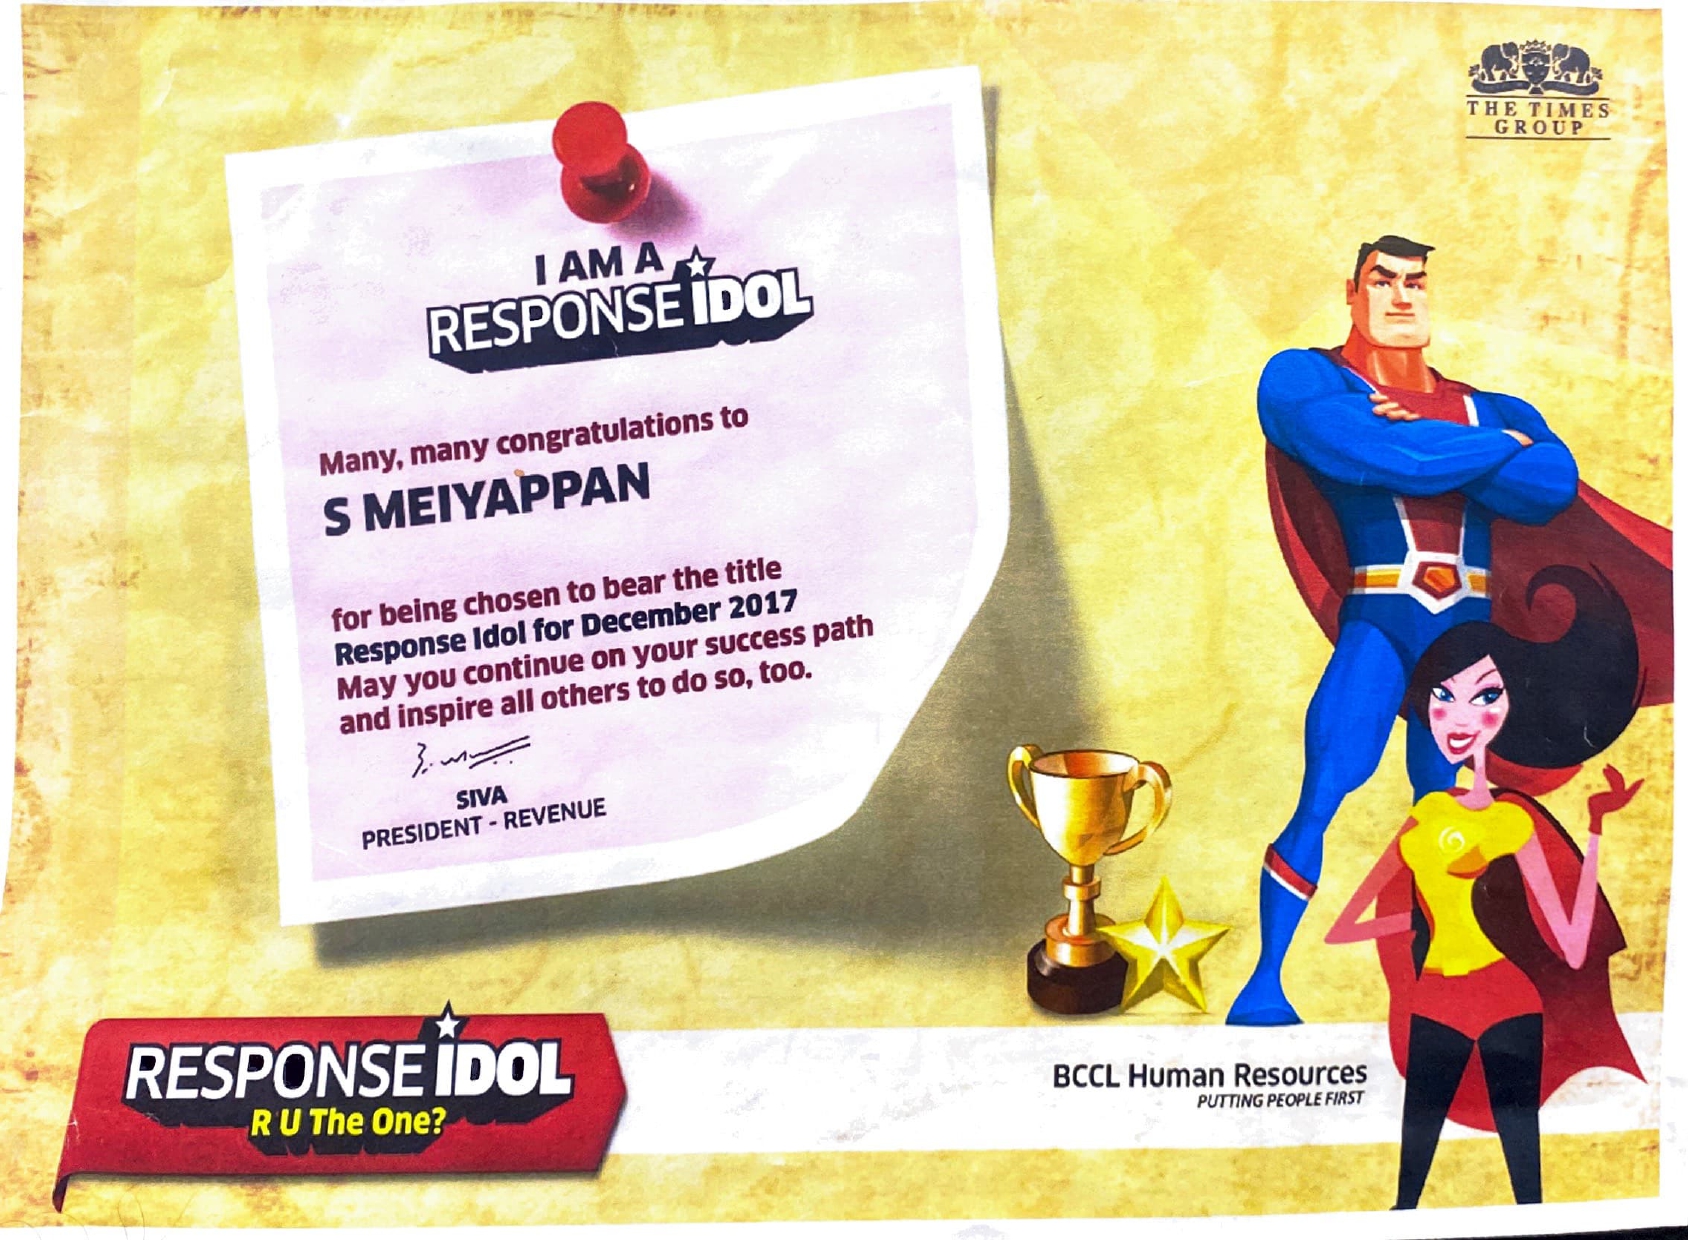 THE TIMES
GROUP
I AM A
RESPONSE IDOL
Many, many congratulations to
S MEIYAPPAN
for being chosen to bear the title
Response Idol for December 2017
May you continue on your success path
and inspire all others to do so, too.
SIVA
PRESIDENT - REVENUE
RESPONSE IDOL
R U The One?
BCCL Human Resources
PUTTING PEOPLE FIRST